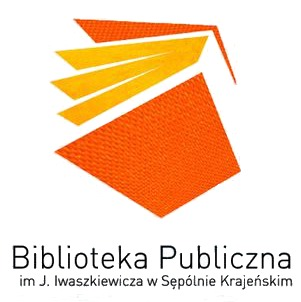 Biblioteka Publiczna
im J. Iwaszkiewicza w Sępólnie Krajeńskim